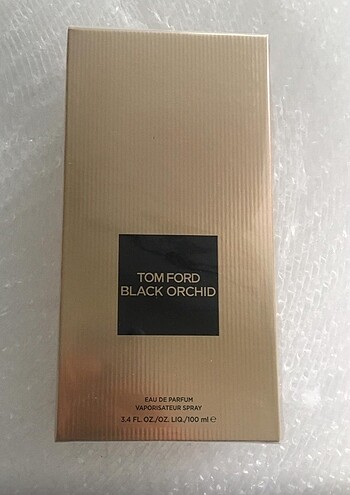 TOM FORD
BLACK ORCHID
EAU DE PARFUM
VAPORISATEUR SPRAY
3.4 FL. OZ./OZ. LIQ./100 ml ℮